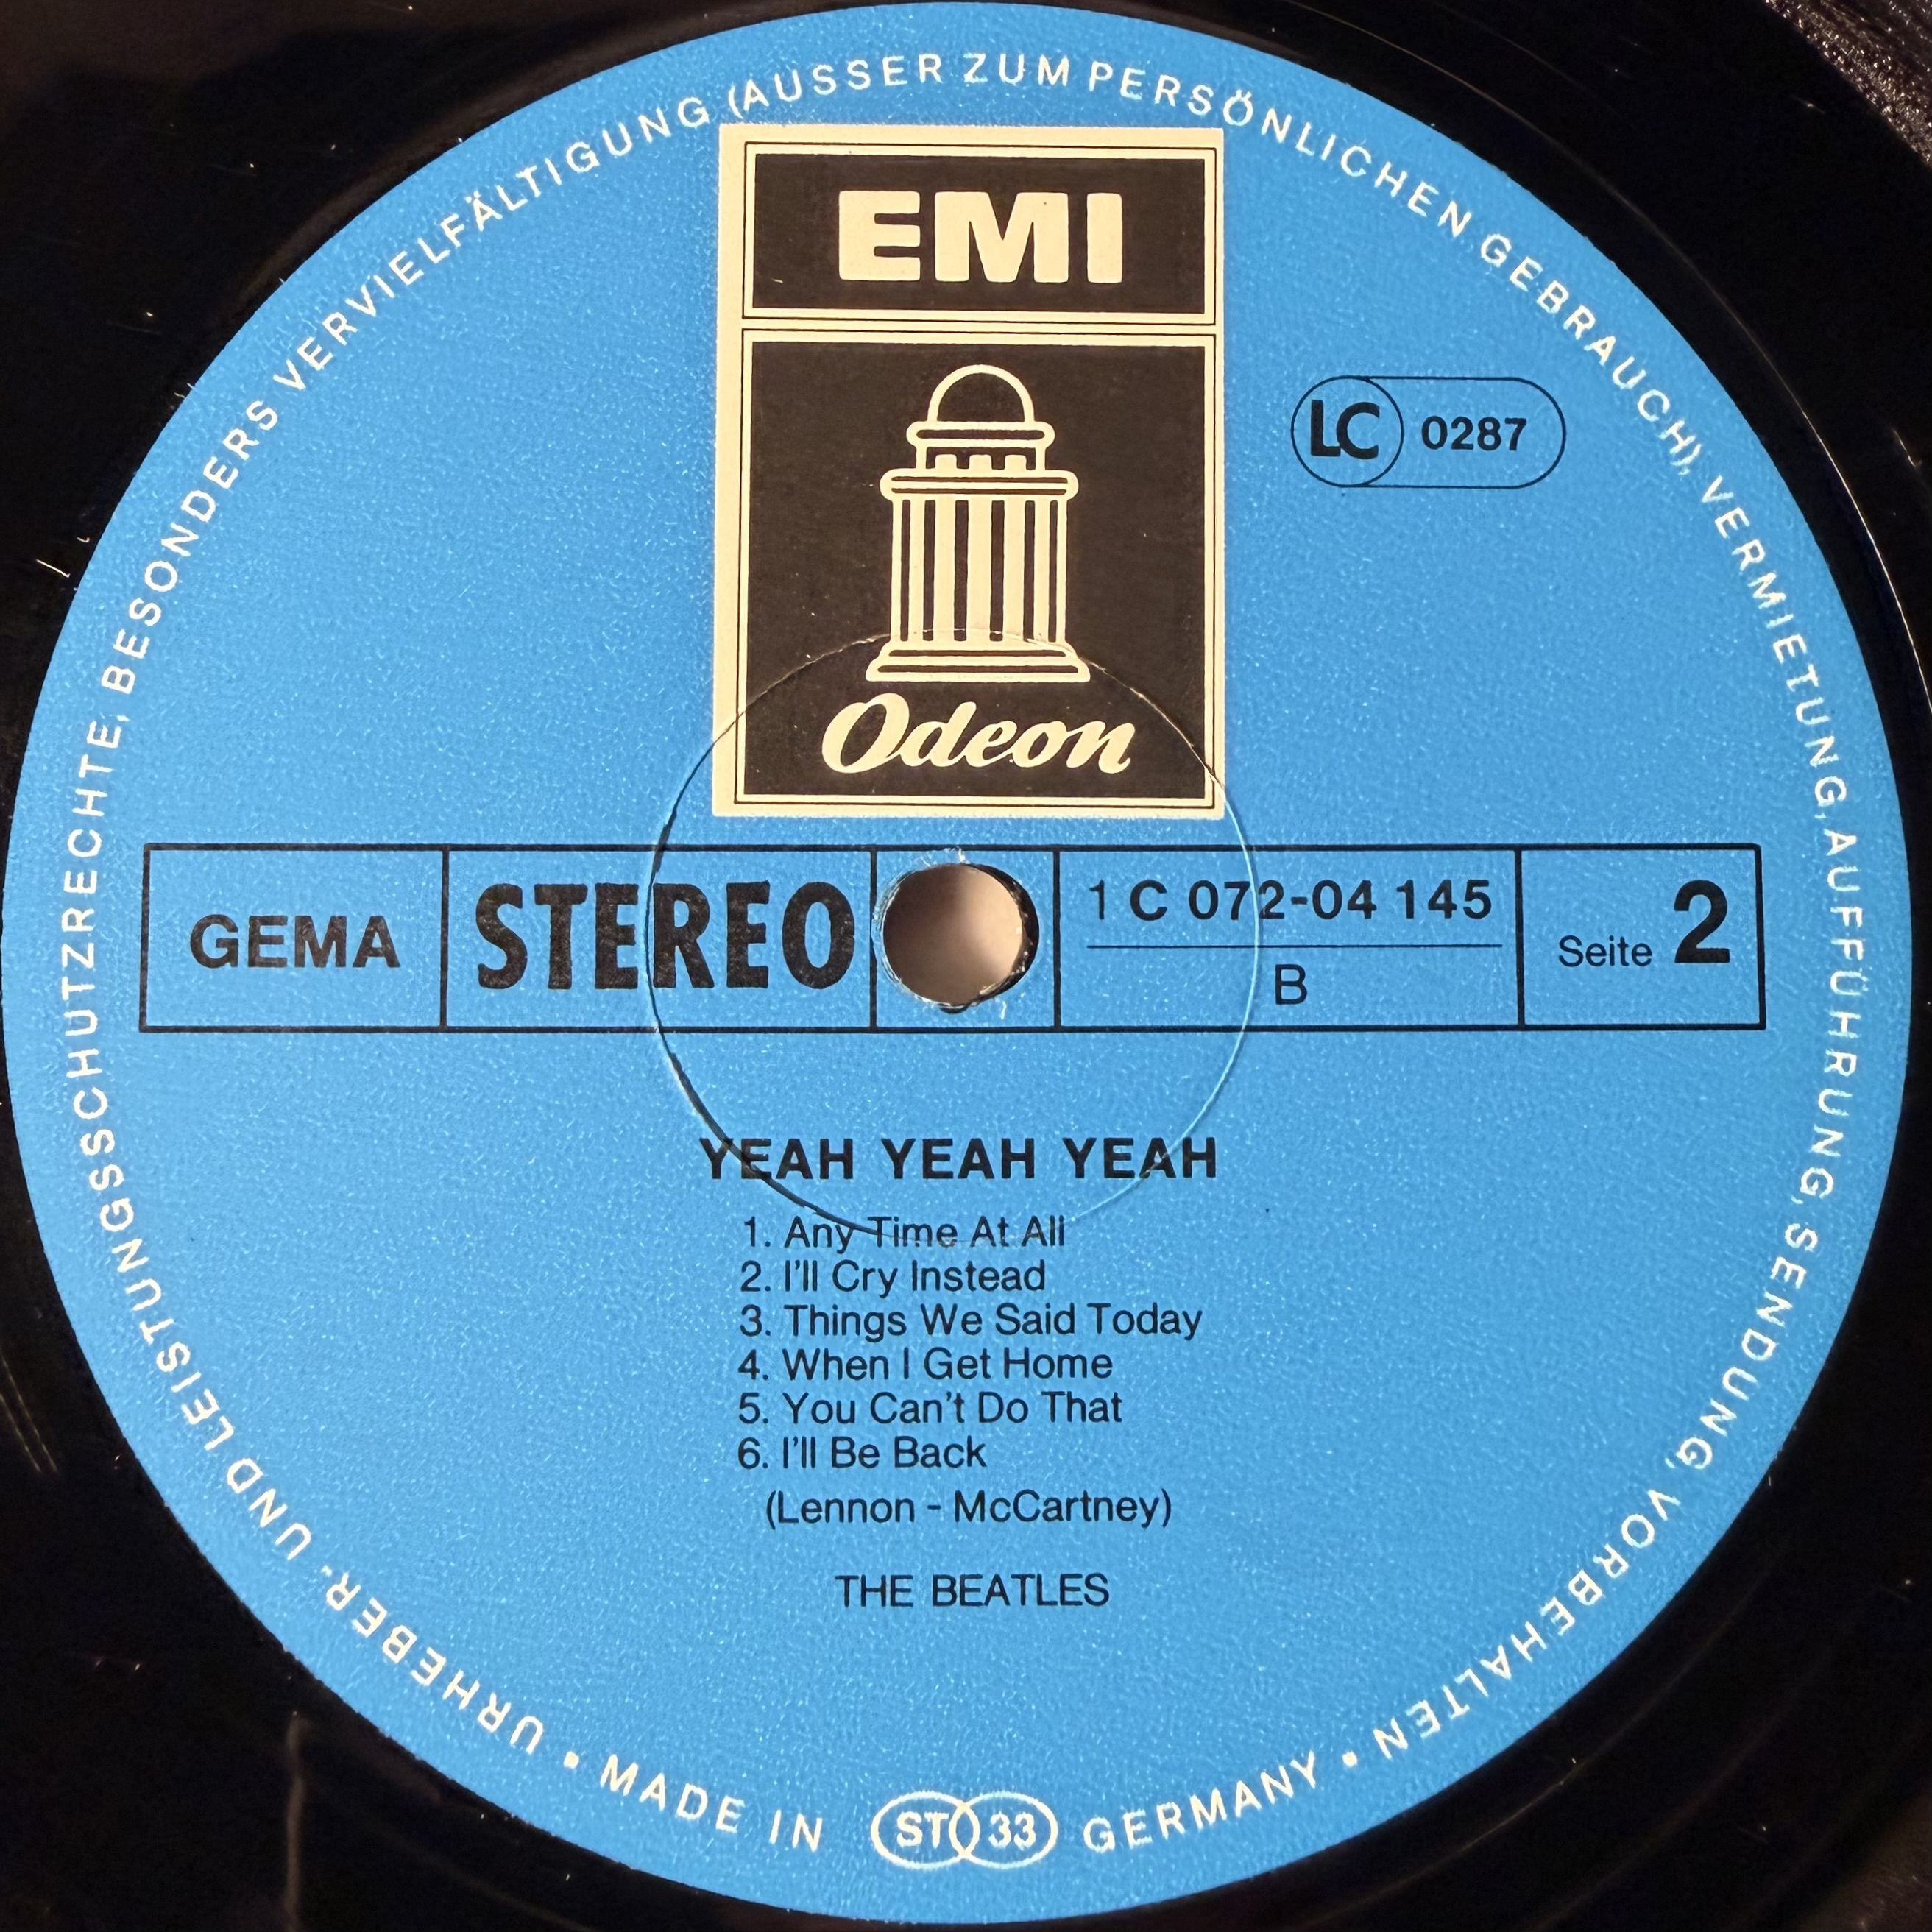 URHEBER- UND LEISTUNGSSCHUTZRECHTE, BESONDERS VERVIELFÄLTIGUNG (AUSSER ZUM PERSÖNLICHEN GEBRAUCH), VERMIETUNG, AUFFÜHRUNG, SENDUNG, VORBEHALTEN •
EMI
Odeon
LC 0287
GEMA
STEREO
1 C 072-04 145
B
Seite 2
YEAH YEAH YEAH
1. Any Time At All
2. I'll Cry Instead
3. Things We Said Today
4. When I Get Home
5. You Can't Do That
6. I'll Be Back
(Lennon - McCartney)
THE BEATLES
• MADE IN ST 33 GERMANY